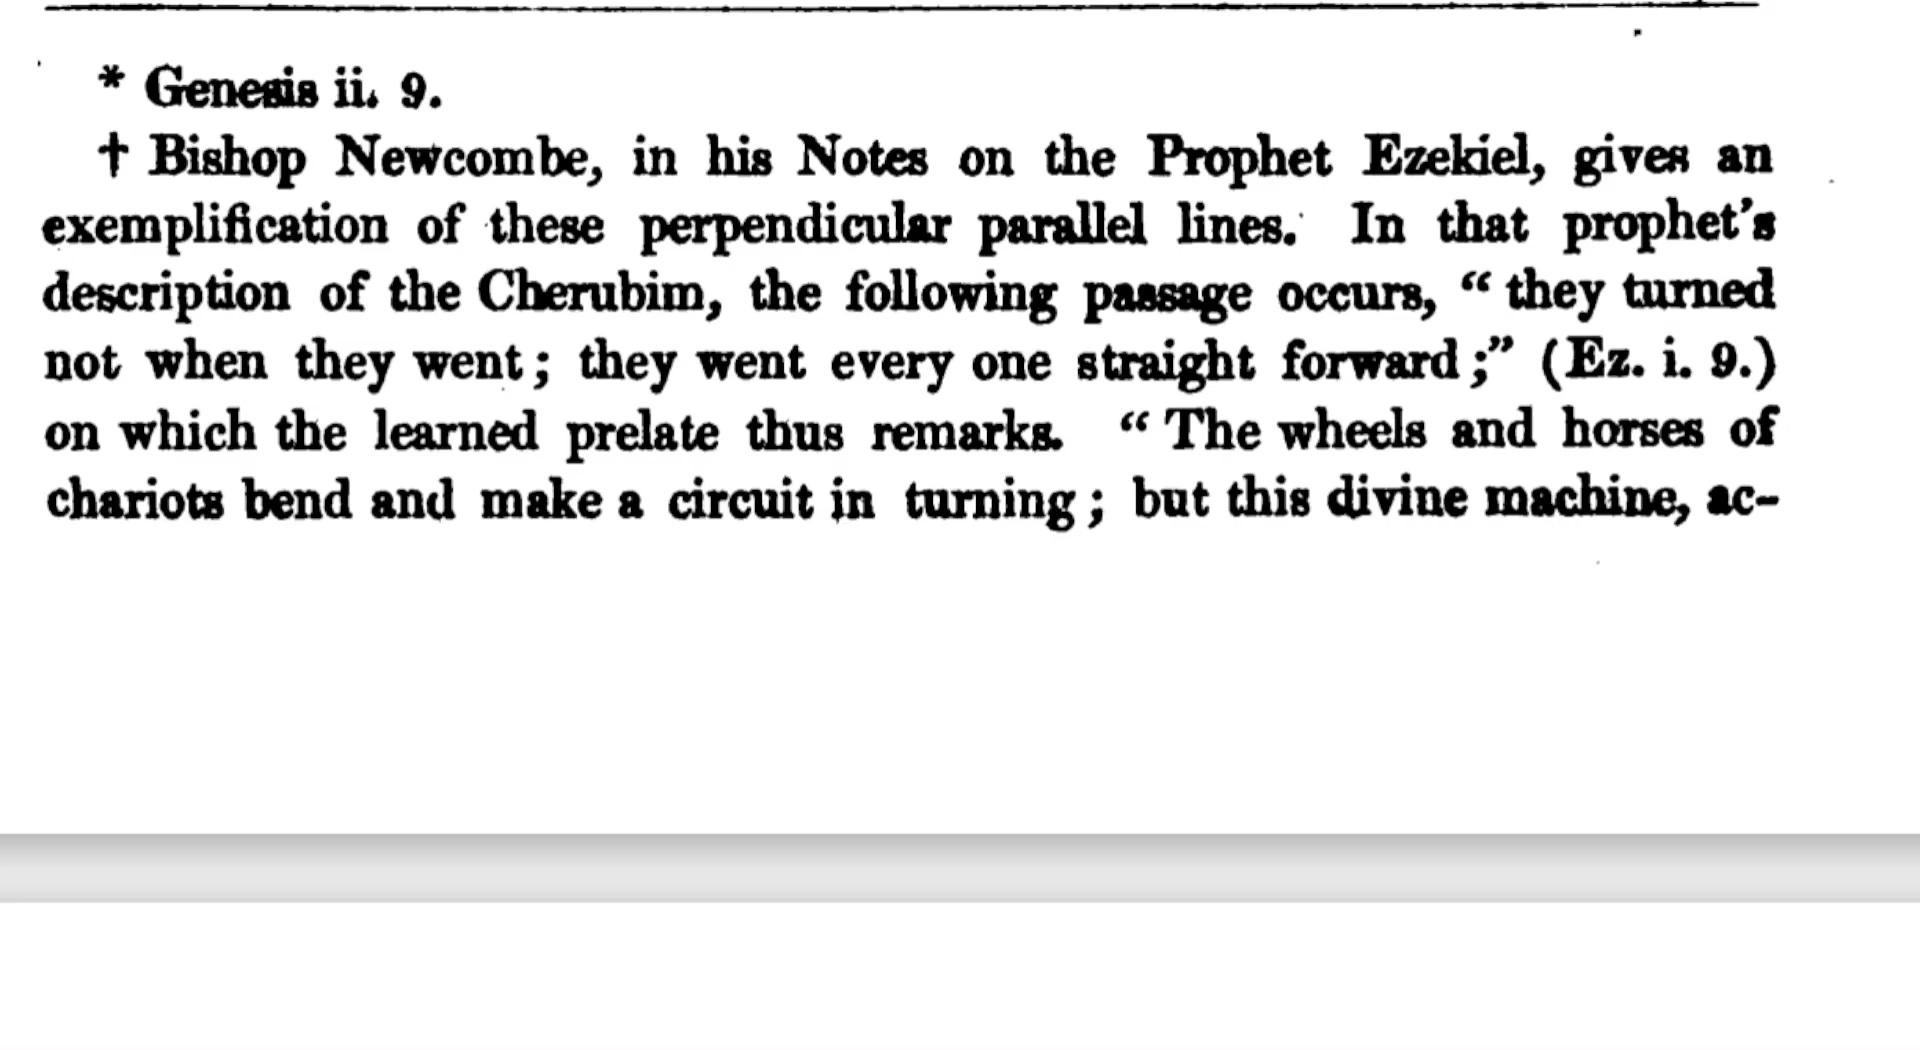 * Genesis ii. 9.
† Bishop Newcombe, in his Notes on the Prophet Ezekiel, gives an
exemplification of these perpendicular parallel lines. In that prophet’s
description of the Cherubim, the following passage occurs, “ they turned
not when they went ; they went every one straight forward ;” (Ez. i. 9.)
on which the learned prelate thus remarks. “ The wheels and horses of
chariots bend and make a circuit in turning ; but this divine machine, ac-